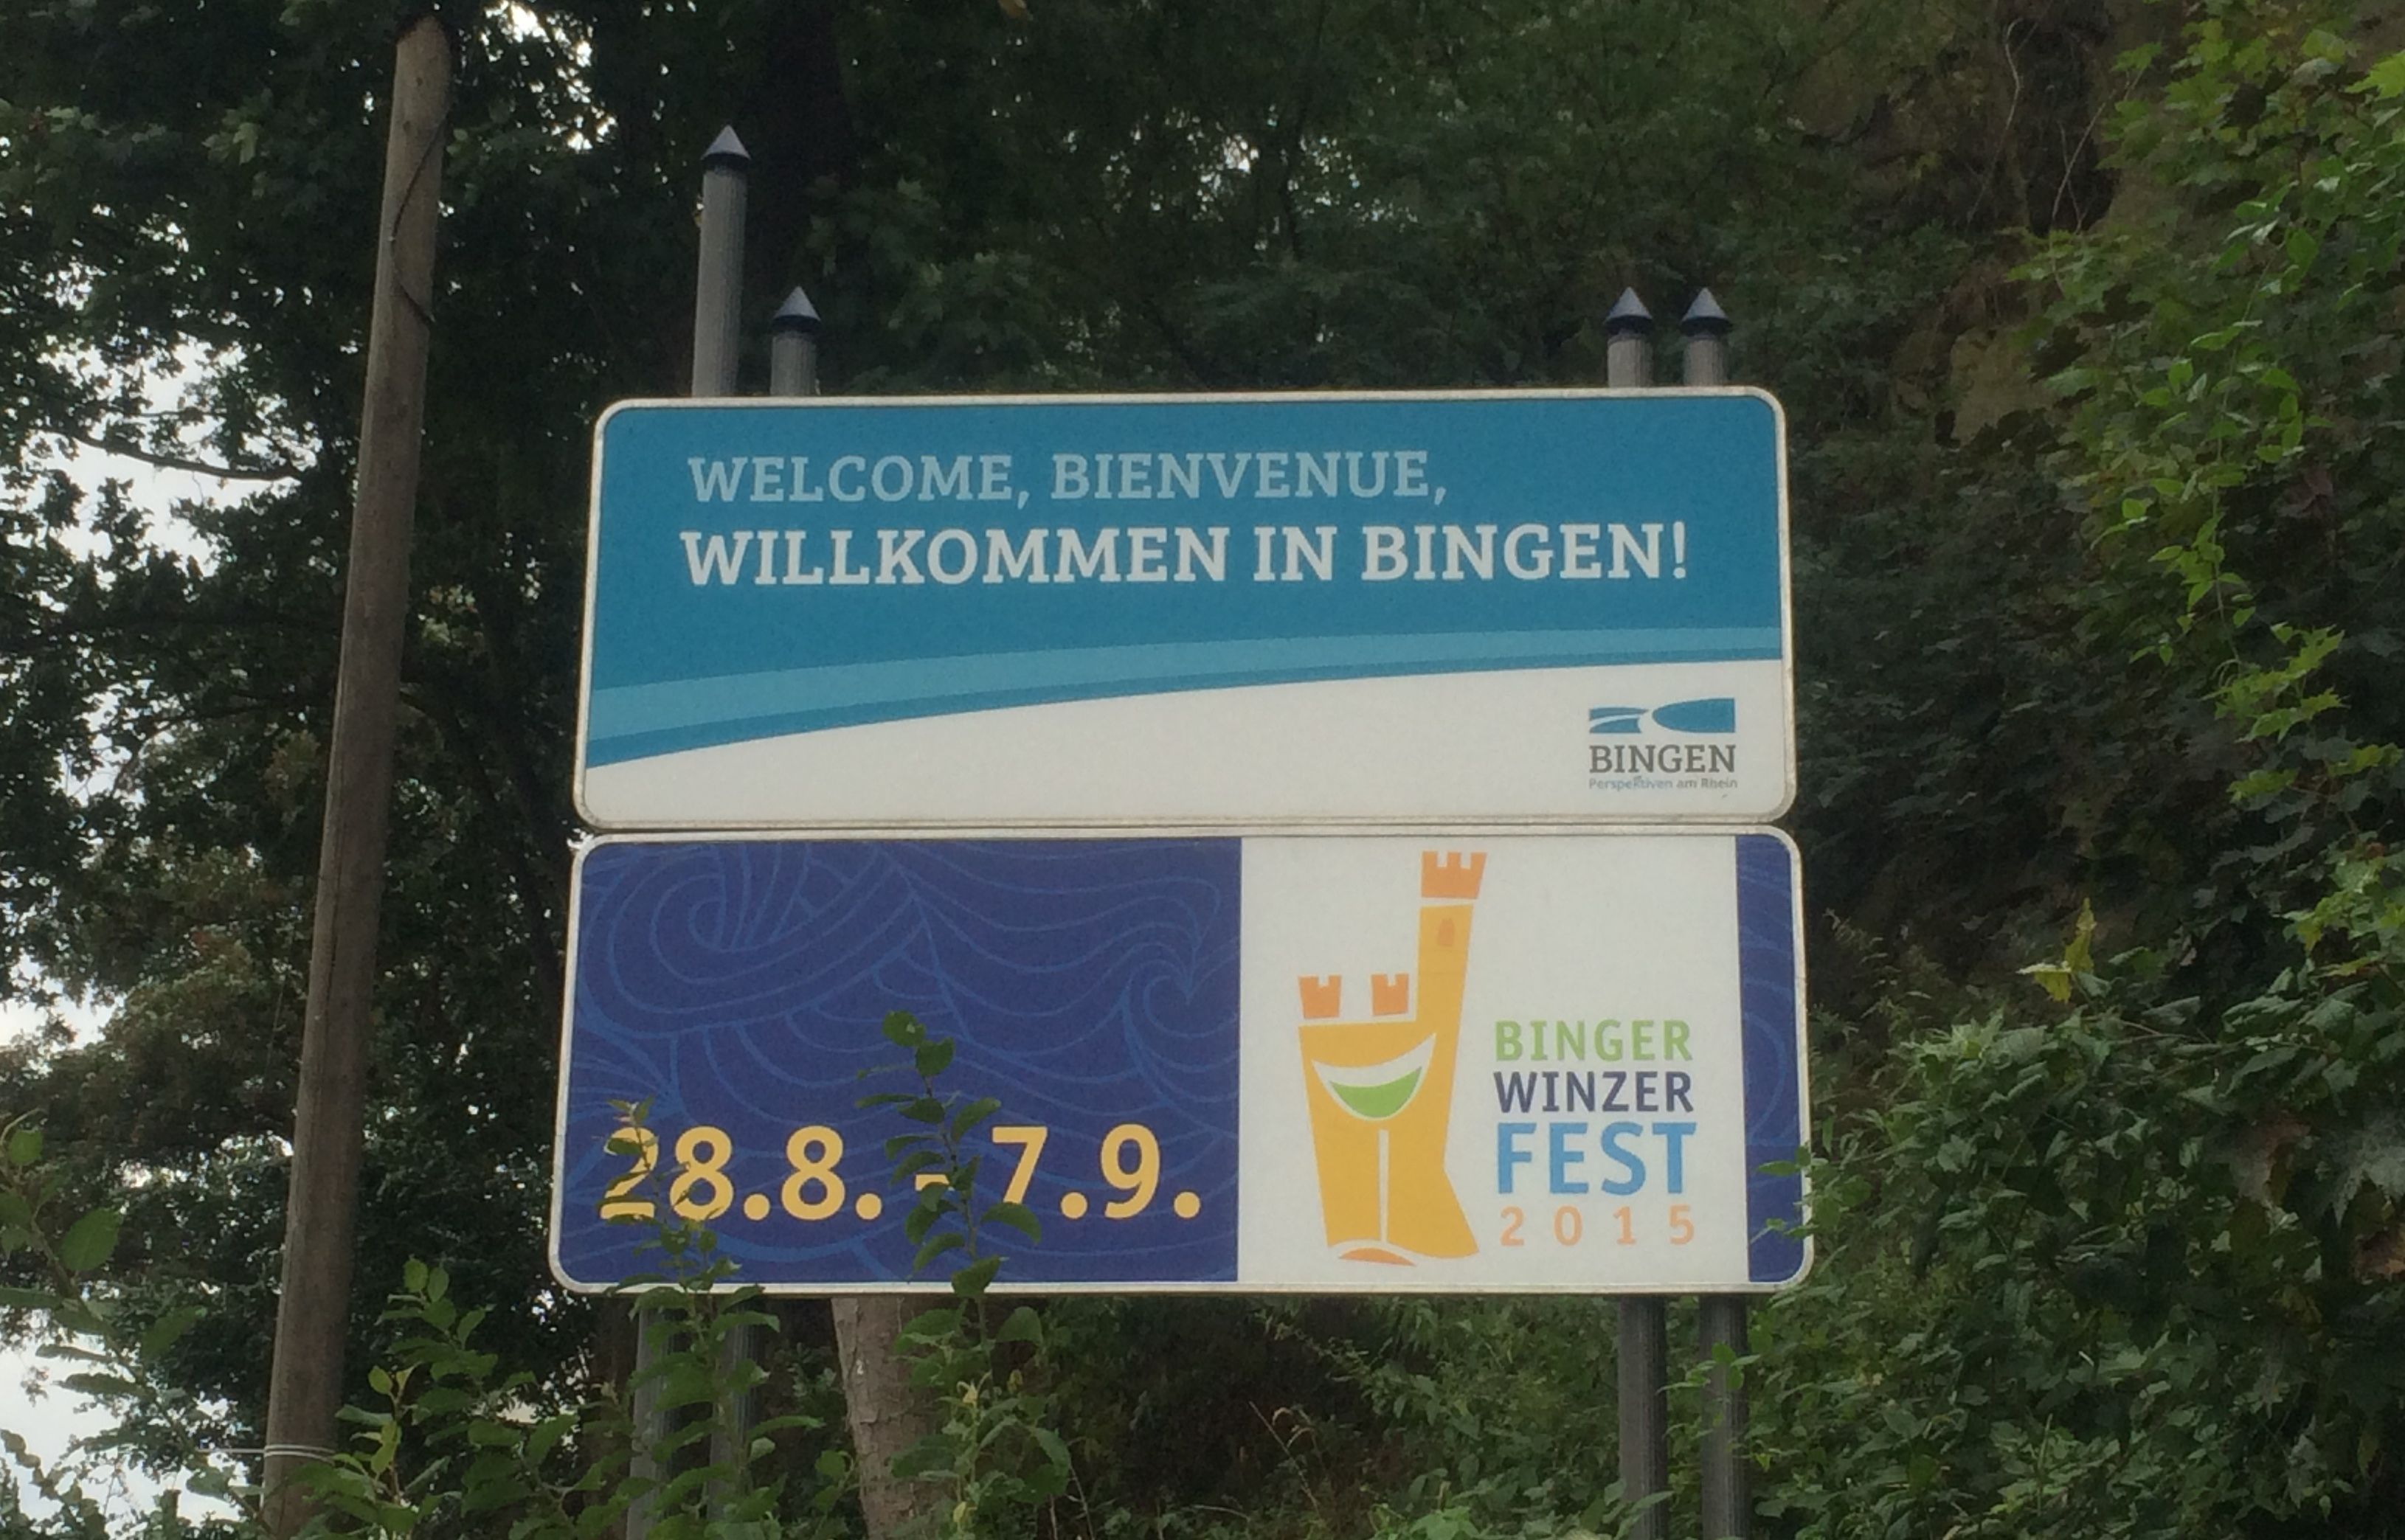 WELCOME, BIENVENUE,
WILLKOMMEN IN BINGEN!
BINGEN
Perspektiven am Rhein
28.8. - 7.9.
BINGER
WINZER
FEST
2015